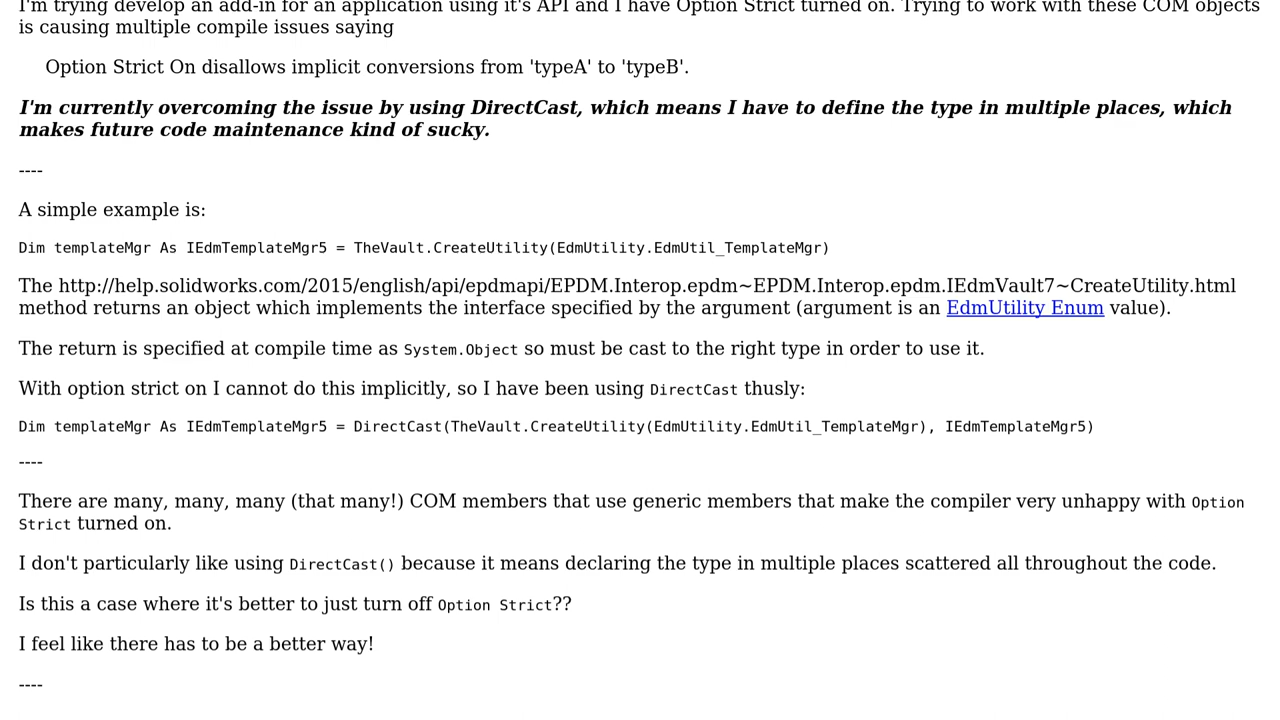 I'm trying develop an add-in for an application using it's API and I have Option Strict turned on. Trying to work with these COM objects
is causing multiple compile issues saying
Option Strict On disallows implicit conversions from 'typeA' to 'typeB'.
I'm currently overcoming the issue by using DirectCast, which means I have to define the type in multiple places, which
makes future code maintenance kind of sucky.
----
A simple example is:
Dim templateMgr As IEdmTemplateMgr5 = TheVault.CreateUtility(EdmUtility.EdmUtil_TemplateMgr)
The http://help.solidworks.com/2015/english/api/epdmapi/EPDM.Interop.epdm~EPDM.Interop.epdm.IEdmVault7~CreateUtility.html
method returns an object which implements the interface specified by the argument (argument is an EdmUtility Enum value).
The return is specified at compile time as System.Object so must be cast to the right type in order to use it.
With option strict on I cannot do this implicitly, so I have been using DirectCast thusly:
Dim templateMgr As IEdmTemplateMgr5 = DirectCast(TheVault.CreateUtility(EdmUtility.EdmUtil_TemplateMgr), IEdmTemplateMgr5)
----
There are many, many, many (that many!) COM members that use generic members that make the compiler very unhappy with Option
Strict turned on.
I don't particularly like using DirectCast() because it means declaring the type in multiple places scattered all throughout the code.
Is this a case where it's better to just turn off Option Strict??
I feel like there has to be a better way!
----